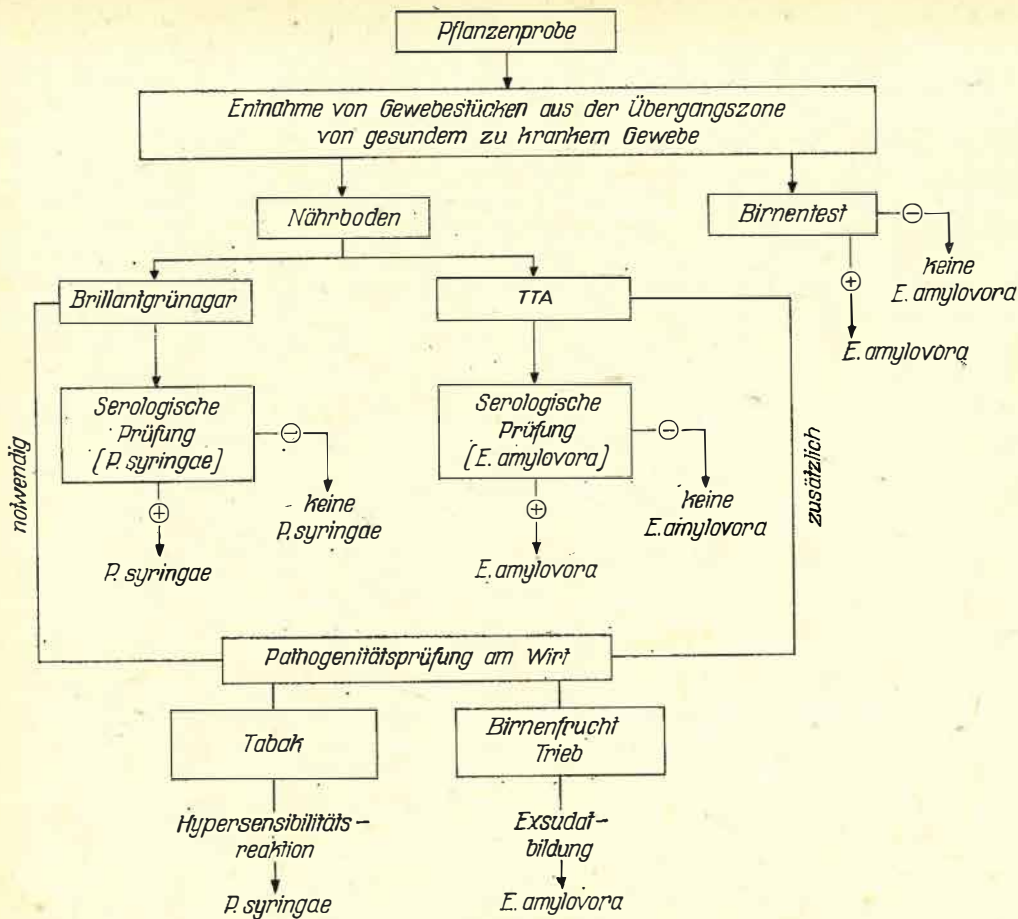 Pflanzenprobe
Entnahme von Gewebestücken aus der Übergangszone
von gesundem zu krankem Gewebe
Nährboden
Birnentest
−
keine
E. amylovora
+
E. amylovora
Brillantgrünagar
TTA
Serologische
Prüfung
(P. syringae)
−
keine
P. syringae
+
P. syringae
Serologische
Prüfung
(E. amylovora)
−
keine
E. amylovora
+
E. amylovora
notwendig
zusätzlich
Pathogenitätsprüfung am Wirt
Tabak
Birnenfrucht
Trieb
Hypersensibilitäts-
reaktion
P. syringae
Exsudat-
bildung
E. amylovora